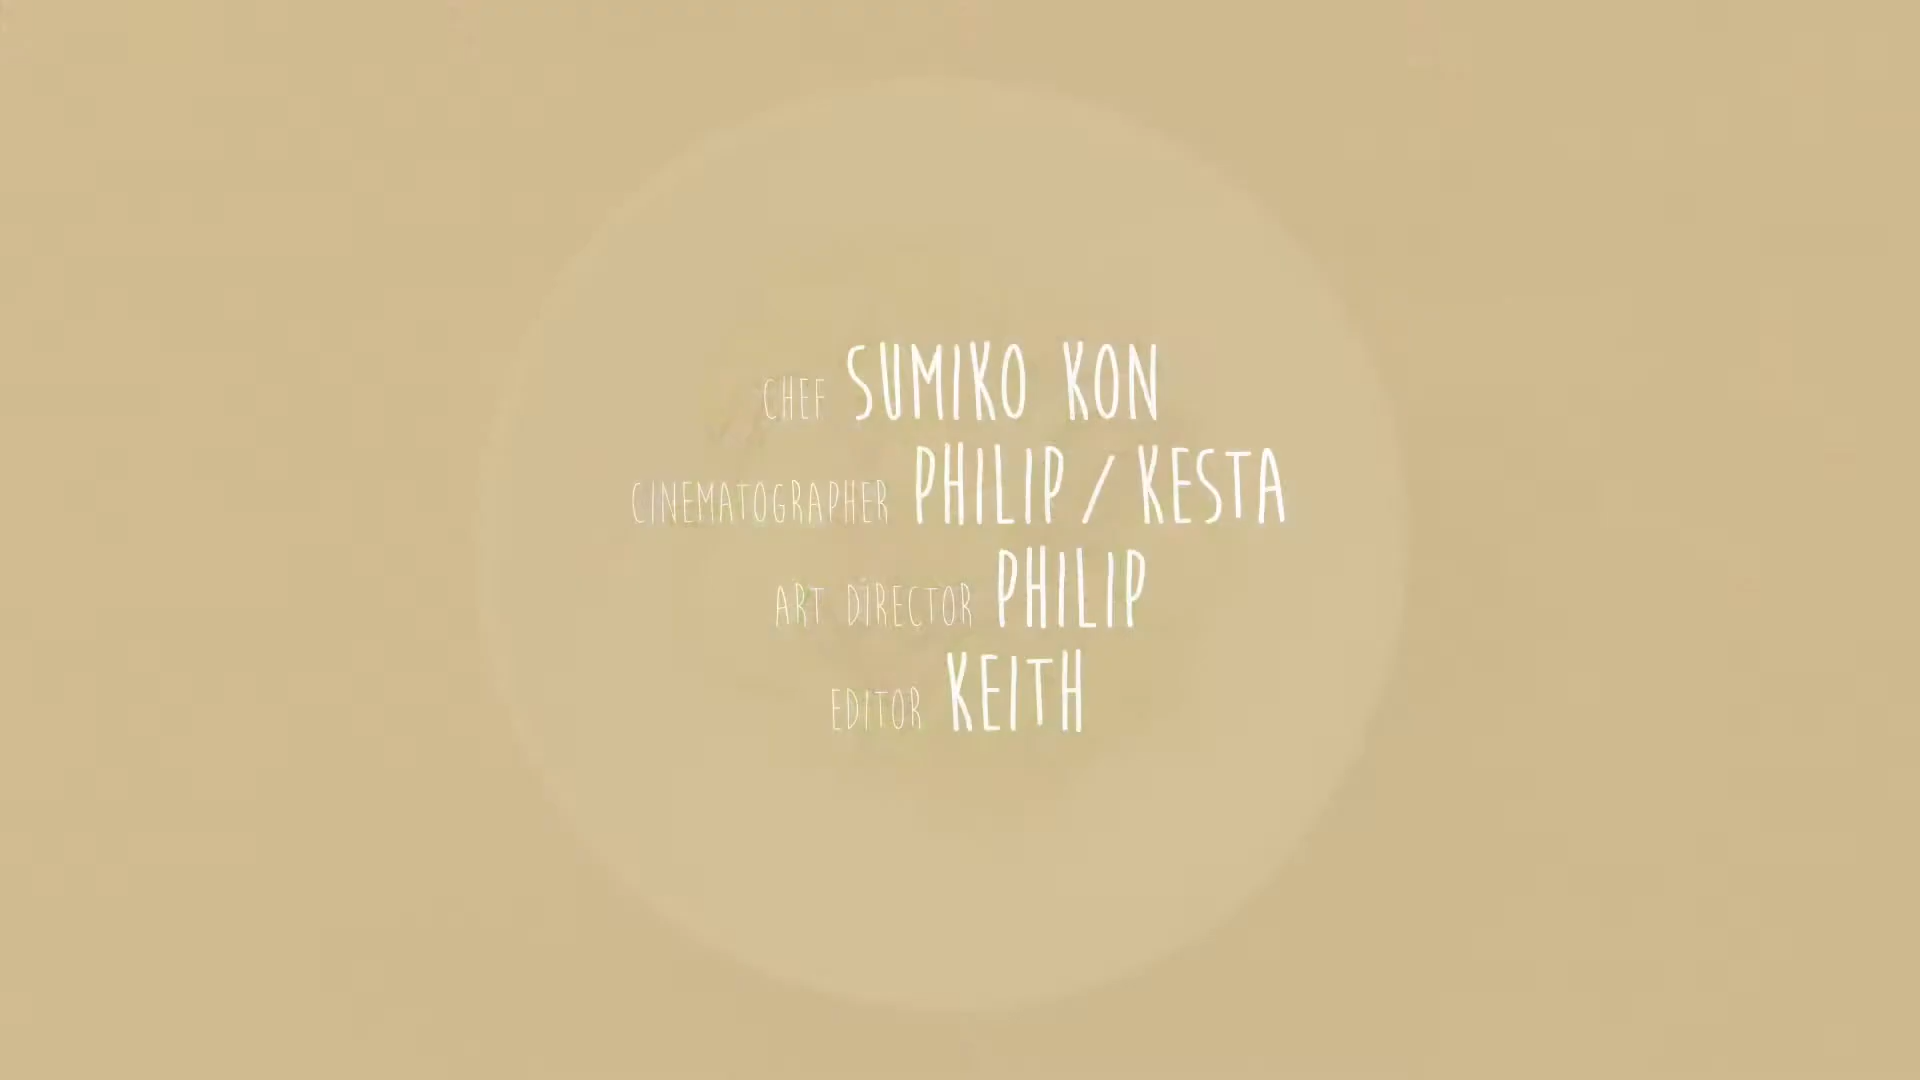 CHEF SUMIKO KON
CINEMATOGRAPHER PHILIP / KESTA
ART DIRECTOR PHILIP
EDITOR KEITH